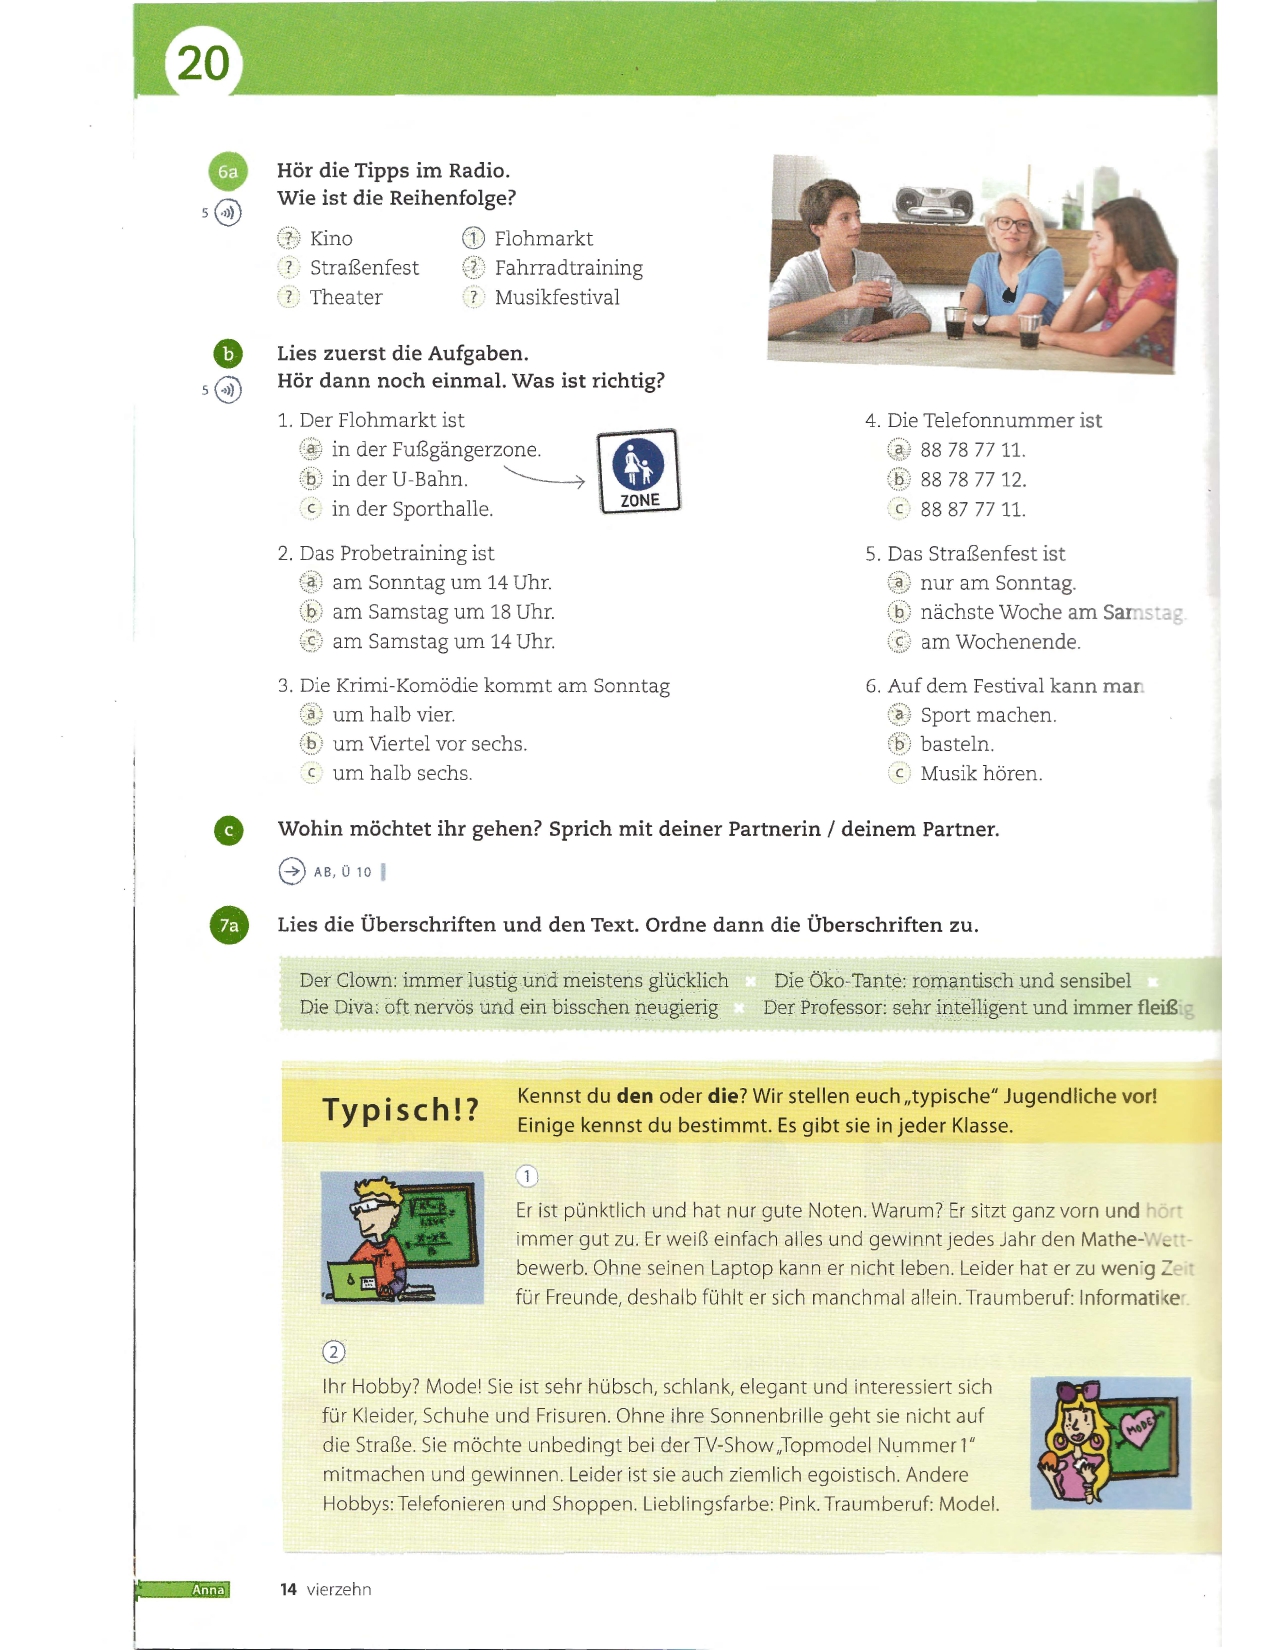 20
6a Hör die Tipps im Radio.
Wie ist die Reihenfolge?
5
? Kino
? Straßenfest
? Theater
1 Flohmarkt
? Fahrradtraining
? Musikfestival
b Lies zuerst die Aufgaben.
5 Hör dann noch einmal. Was ist richtig?
1. Der Flohmarkt ist
a in der Fußgängerzone.
b in der U-Bahn.
c in der Sporthalle.
ZONE
2. Das Probetraining ist
a am Sonntag um 14 Uhr.
b am Samstag um 18 Uhr.
c am Samstag um 14 Uhr.
3. Die Krimi-Komödie kommt am Sonntag
a um halb vier.
b um Viertel vor sechs.
c um halb sechs.
4. Die Telefonnummer ist
a 88 78 77 11.
b 88 78 77 12.
c 88 87 77 11.
5. Das Straßenfest ist
a nur am Sonntag.
b nächste Woche am Samstag.
c am Wochenende.
6. Auf dem Festival kann man
a Sport machen.
b basteln.
c Musik hören.
c Wohin möchtet ihr gehen? Sprich mit deiner Partnerin / deinem Partner.
AB, Ü 10
7a Lies die Überschriften und den Text. Ordne dann die Überschriften zu.
Der Clown: immer lustig und meistens glücklich × Die Öko-Tante: romantisch und sensibel ×
Die Diva: oft nervös und ein bisschen neugierig × Der Professor: sehr intelligent und immer fleißig
Typisch!?
Kennst du den oder die? Wir stellen euch „typische“ Jugendliche vor!
Einige kennst du bestimmt. Es gibt sie in jeder Klasse.
1
Er ist pünktlich und hat nur gute Noten. Warum? Er sitzt ganz vorn und hört
immer gut zu. Er weiß einfach alles und gewinnt jedes Jahr den Mathe-Wett-
bewerb. Ohne seinen Laptop kann er nicht leben. Leider hat er zu wenig Zeit
für Freunde, deshalb fühlt er sich manchmal allein. Traumberuf: Informatiker.
2
Ihr Hobby? Mode! Sie ist sehr hübsch, schlank, elegant und interessiert sich
für Kleider, Schuhe und Frisuren. Ohne ihre Sonnenbrille geht sie nicht auf
die Straße. Sie möchte unbedingt bei der TV-Show „Topmodel Nummer 1“
mitmachen und gewinnen. Leider ist sie auch ziemlich egoistisch. Andere
Hobbys: Telefonieren und Shoppen. Lieblingsfarbe: Pink. Traumberuf: Model.
MODE
Anna
14 vierzehn